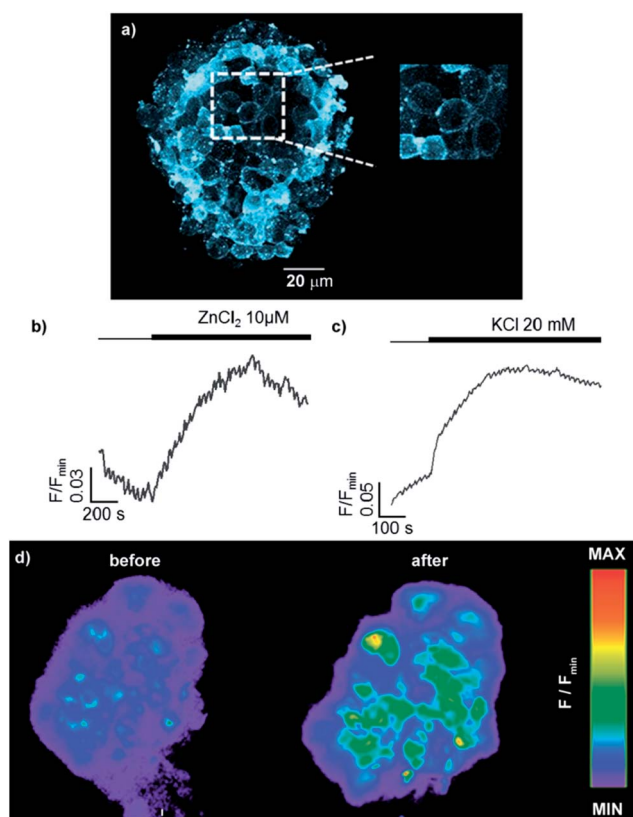 a)
20 μm
b)
ZnCl₂ 10μM
F/Fmin
0.03
200 s
c)
KCl 20 mM
F/Fmin
0.05
100 s
d)
before
after
MAX
F / Fmin
MIN